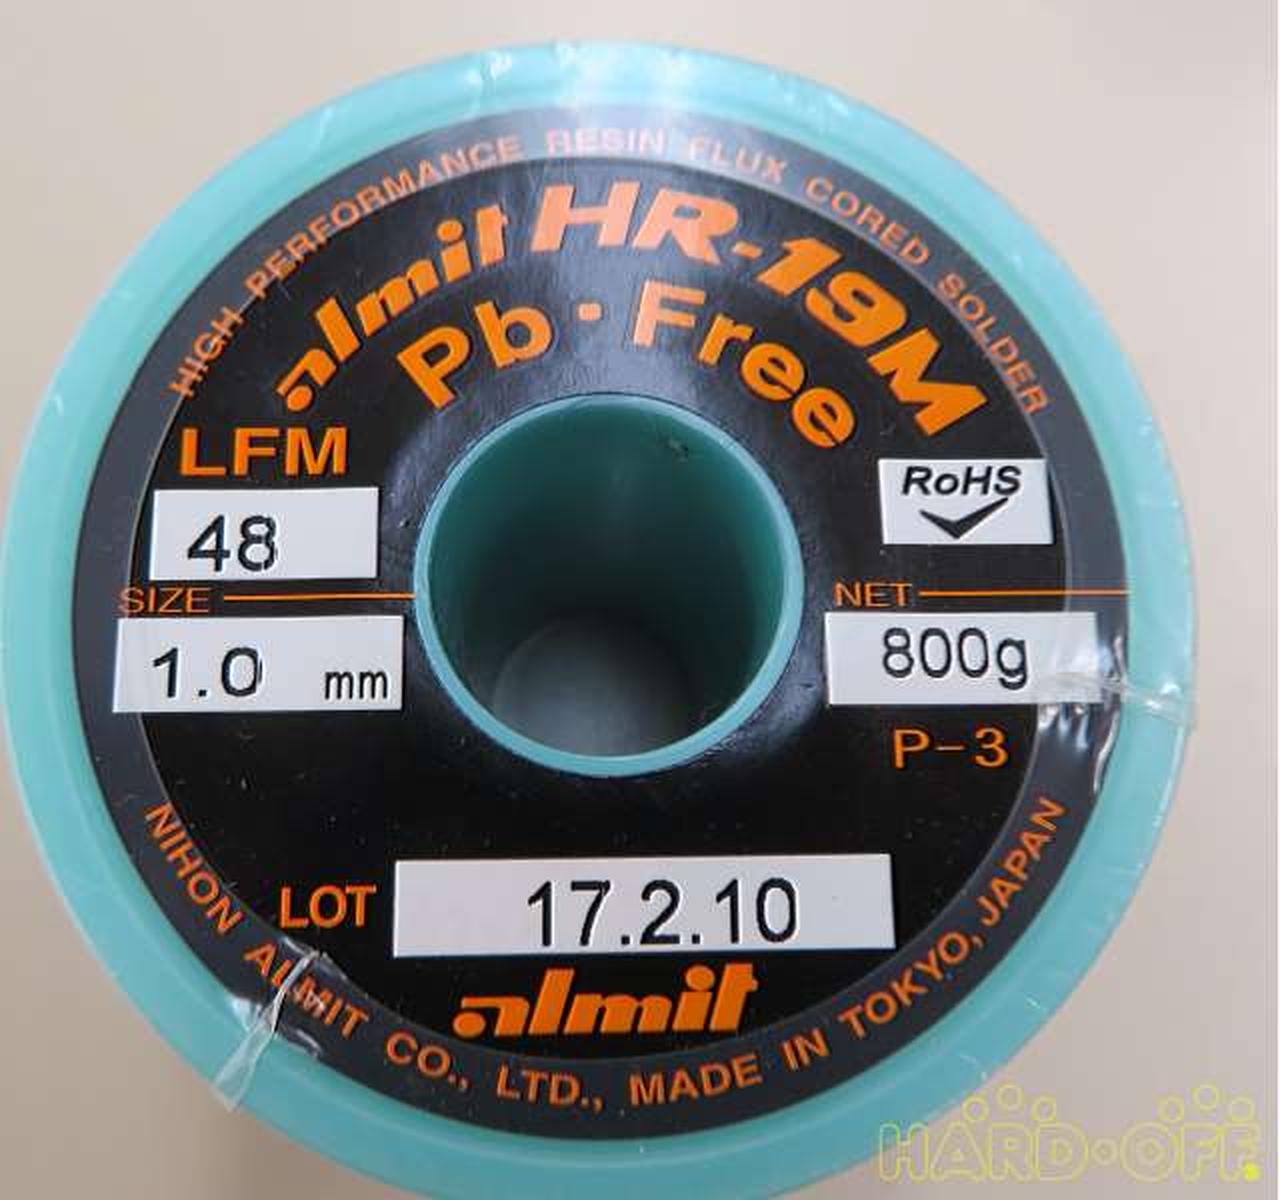 HIGH PERFORMANCE RESIN FLUX CORED SOLDER
almit HR-19M
Pb·Free
LFM
48
RoHS
SIZE
1.0 mm
NET
800g
P-3
LOT
17.2.10
almit
NIHON ALMIT CO., LTD., MADE IN TOKYO, JAPAN
HARD·OFF